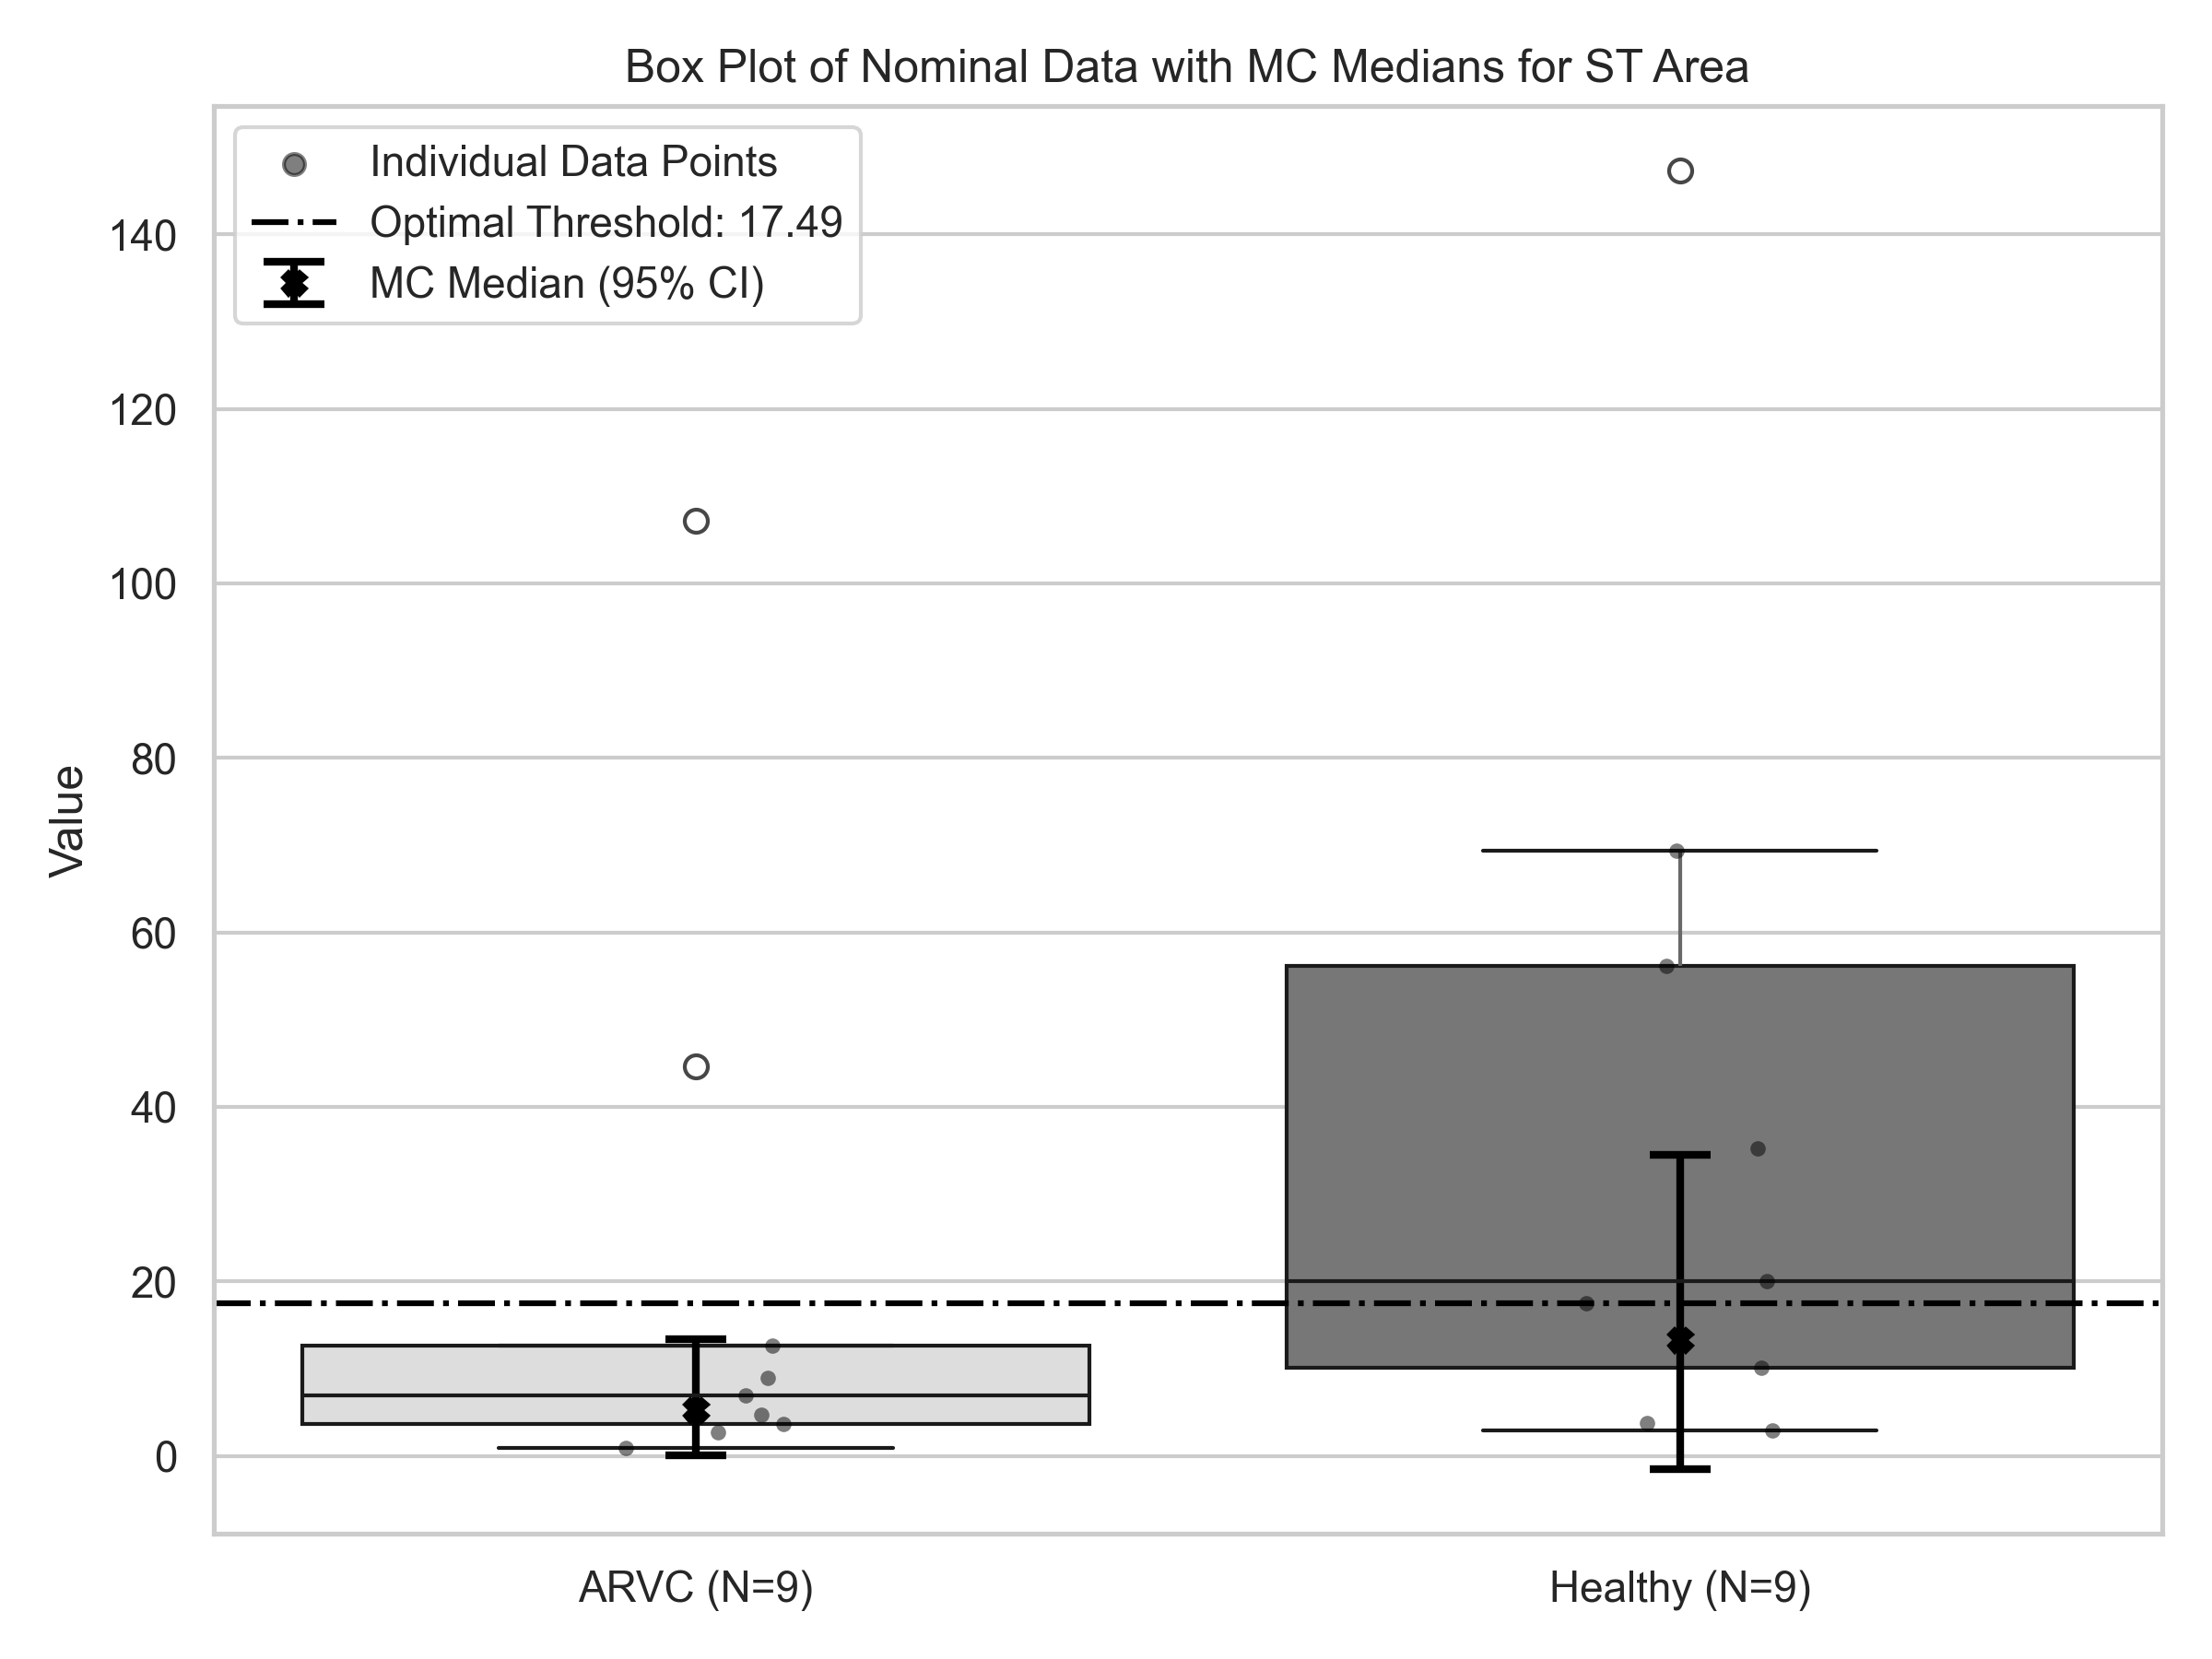 Box Plot of Nominal Data with MC Medians for ST Area
Individual Data Points
Optimal Threshold: 17.49
MC Median (95% CI)
140
120
100
80
60
40
20
0
Value
ARVC (N=9)
Healthy (N=9)